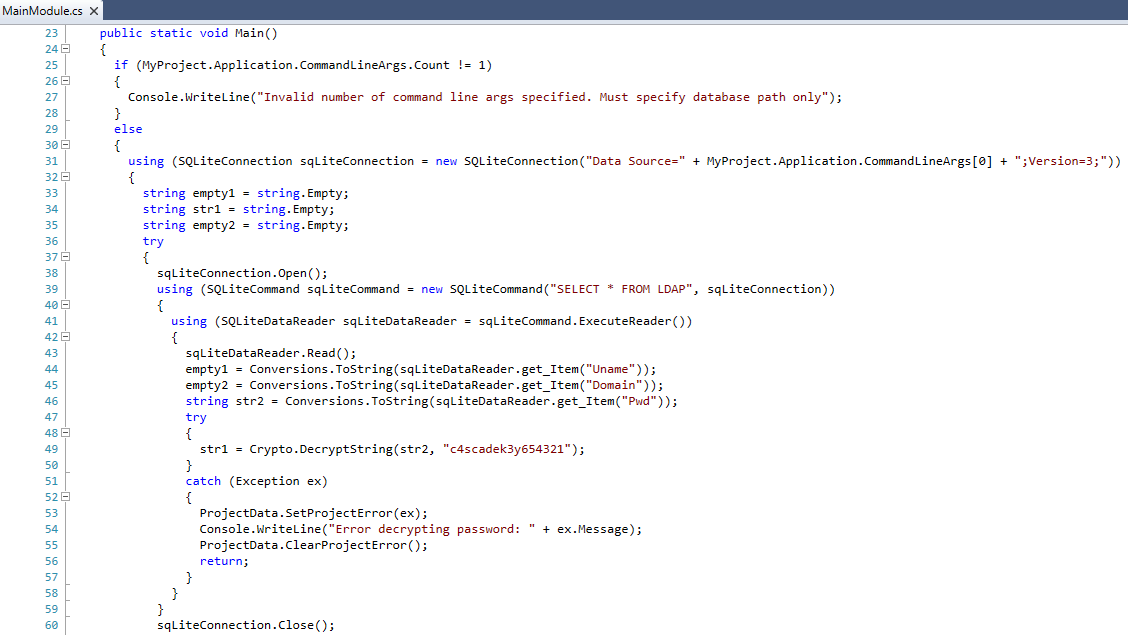 MainModule.cs
23 public static void Main()
24 {
25 if (MyProject.Application.CommandLineArgs.Count != 1)
26 {
27 Console.WriteLine("Invalid number of command line args specified. Must specify database path only");
28 }
29 else
30 {
31 using (SQLiteConnection sqLiteConnection = new SQLiteConnection("Data Source=" + MyProject.Application.CommandLineArgs[0] + ";Version=3;"))
32 {
33 string empty1 = string.Empty;
34 string str1 = string.Empty;
35 string empty2 = string.Empty;
36 try
37 {
38 sqLiteConnection.Open();
39 using (SQLiteCommand sqLiteCommand = new SQLiteCommand("SELECT * FROM LDAP", sqLiteConnection))
40 {
41 using (SQLiteDataReader sqLiteDataReader = sqLiteCommand.ExecuteReader())
42 {
43 sqLiteDataReader.Read();
44 empty1 = Conversions.ToString(sqLiteDataReader.get_Item("Uname"));
45 empty2 = Conversions.ToString(sqLiteDataReader.get_Item("Domain"));
46 string str2 = Conversions.ToString(sqLiteDataReader.get_Item("Pwd"));
47 try
48 {
49 str1 = Crypto.DecryptString(str2, "c4scadek3y654321");
50 }
51 catch (Exception ex)
52 {
53 ProjectData.SetProjectError(ex);
54 Console.WriteLine("Error decrypting password: " + ex.Message);
55 ProjectData.ClearProjectError();
56 return;
57 }
58 }
59 }
60 sqLiteConnection.Close();